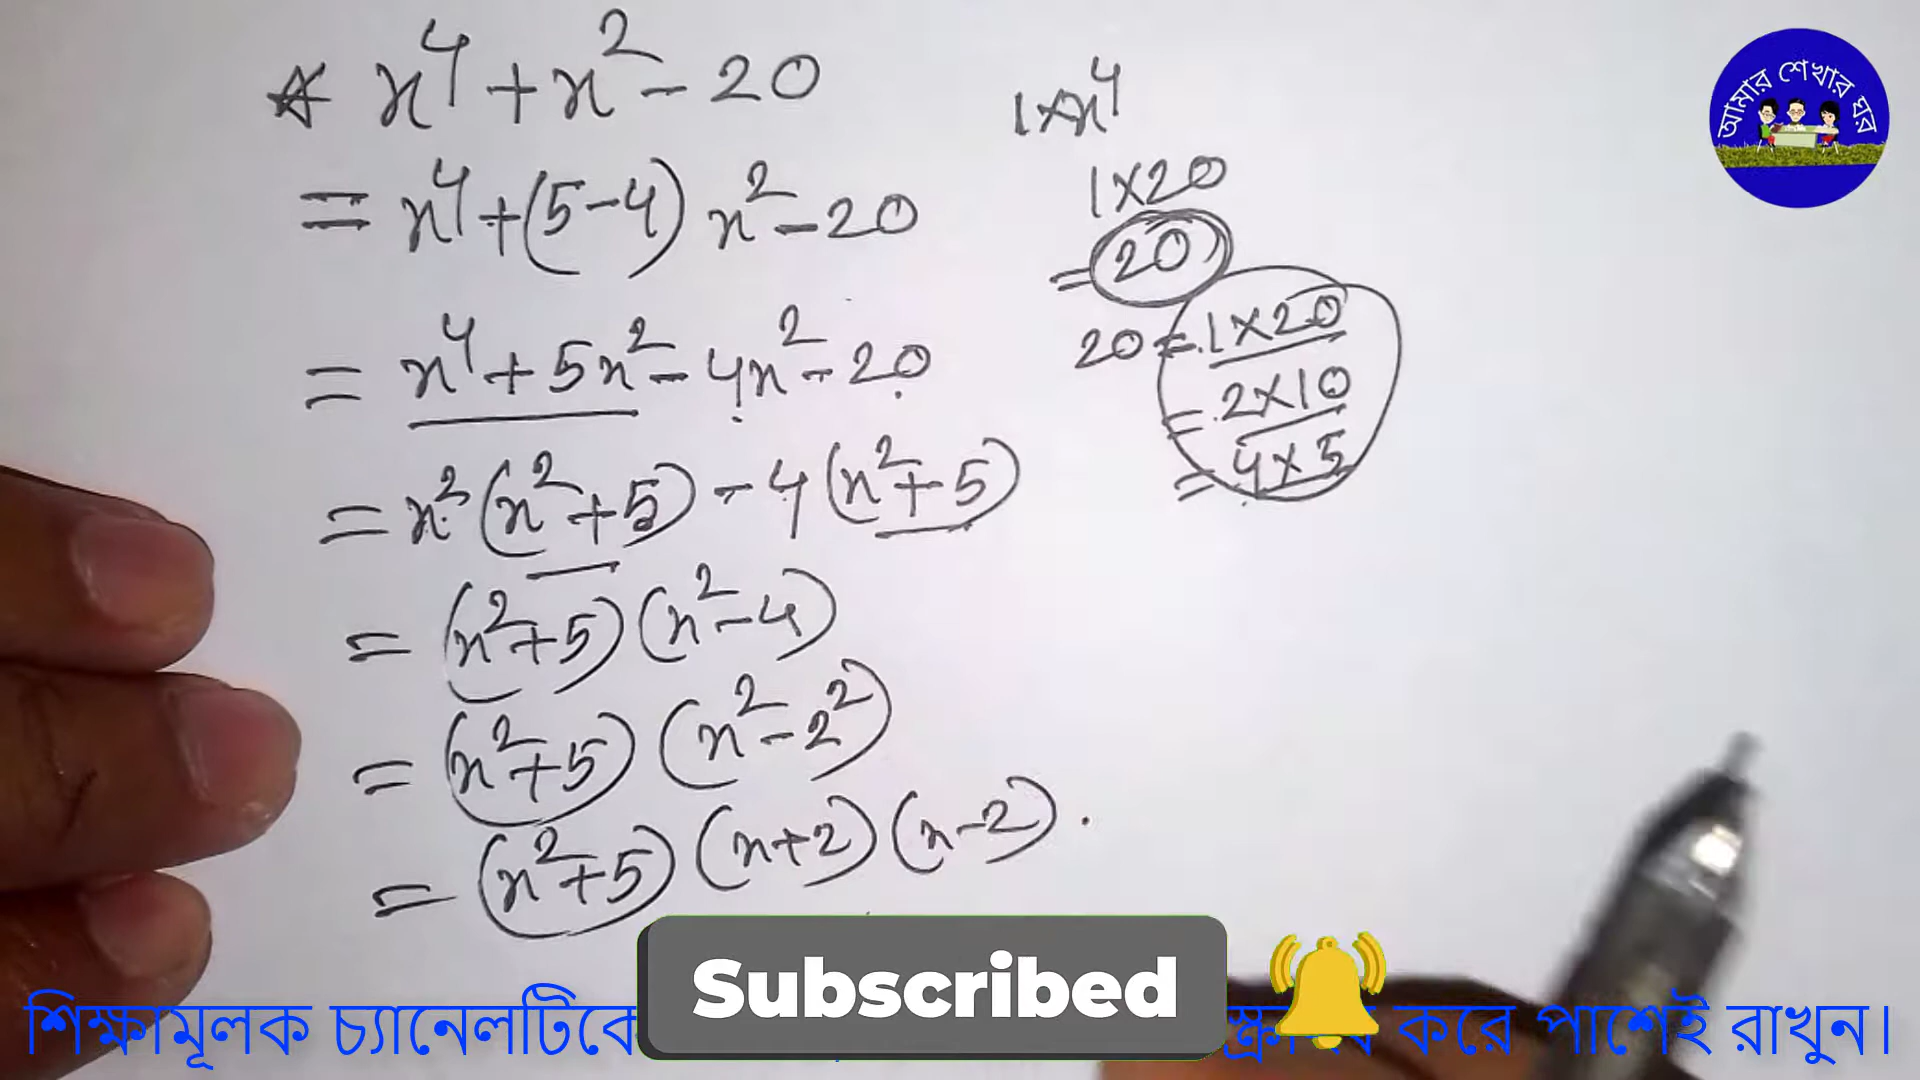 * x⁴ + x² - 20
= x⁴ + (5-4) x² - 20
= x⁴ + 5x² - 4x² - 20
= x² (x² + 5) - 4 (x² + 5)
= (x² + 5) (x² - 4)
= (x² + 5) (x² - 2²)
= (x² + 5) (x + 2) (x - 2).
1 × x⁴
1 × 20
= 20
20 = 1 × 20
= 2 × 10
= 4 × 5
আমার শেখার ঘর
Subscribed
শিক্ষামূলক চ্যানেলটিকে করে পাশেই রাখুন।